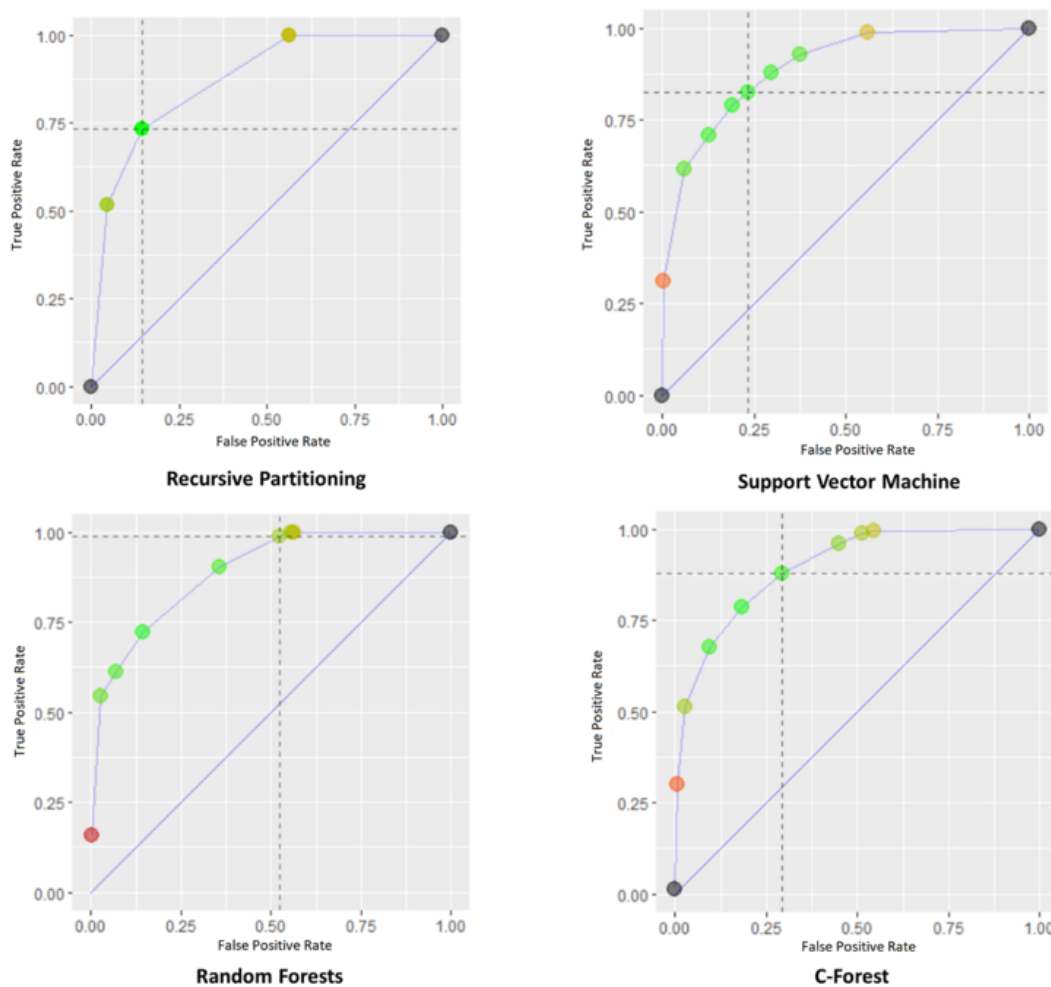 1.00
0.75
0.50
0.25
0.00
True Positive Rate
0.00 0.25 0.50 0.75 1.00
False Positive Rate
Recursive Partitioning
1.00
0.75
0.50
0.25
0.00
True Positive Rate
0.00 0.25 0.50 0.75 1.00
False Positive Rate
Support Vector Machine
1.00
0.75
0.50
0.25
0.00
True Positive Rate
0.00 0.25 0.50 0.75 1.00
False Positive Rate
Random Forests
1.00
0.75
0.50
0.25
0.00
True Positive Rate
0.00 0.25 0.50 0.75 1.00
False Positive Rate
C-Forest